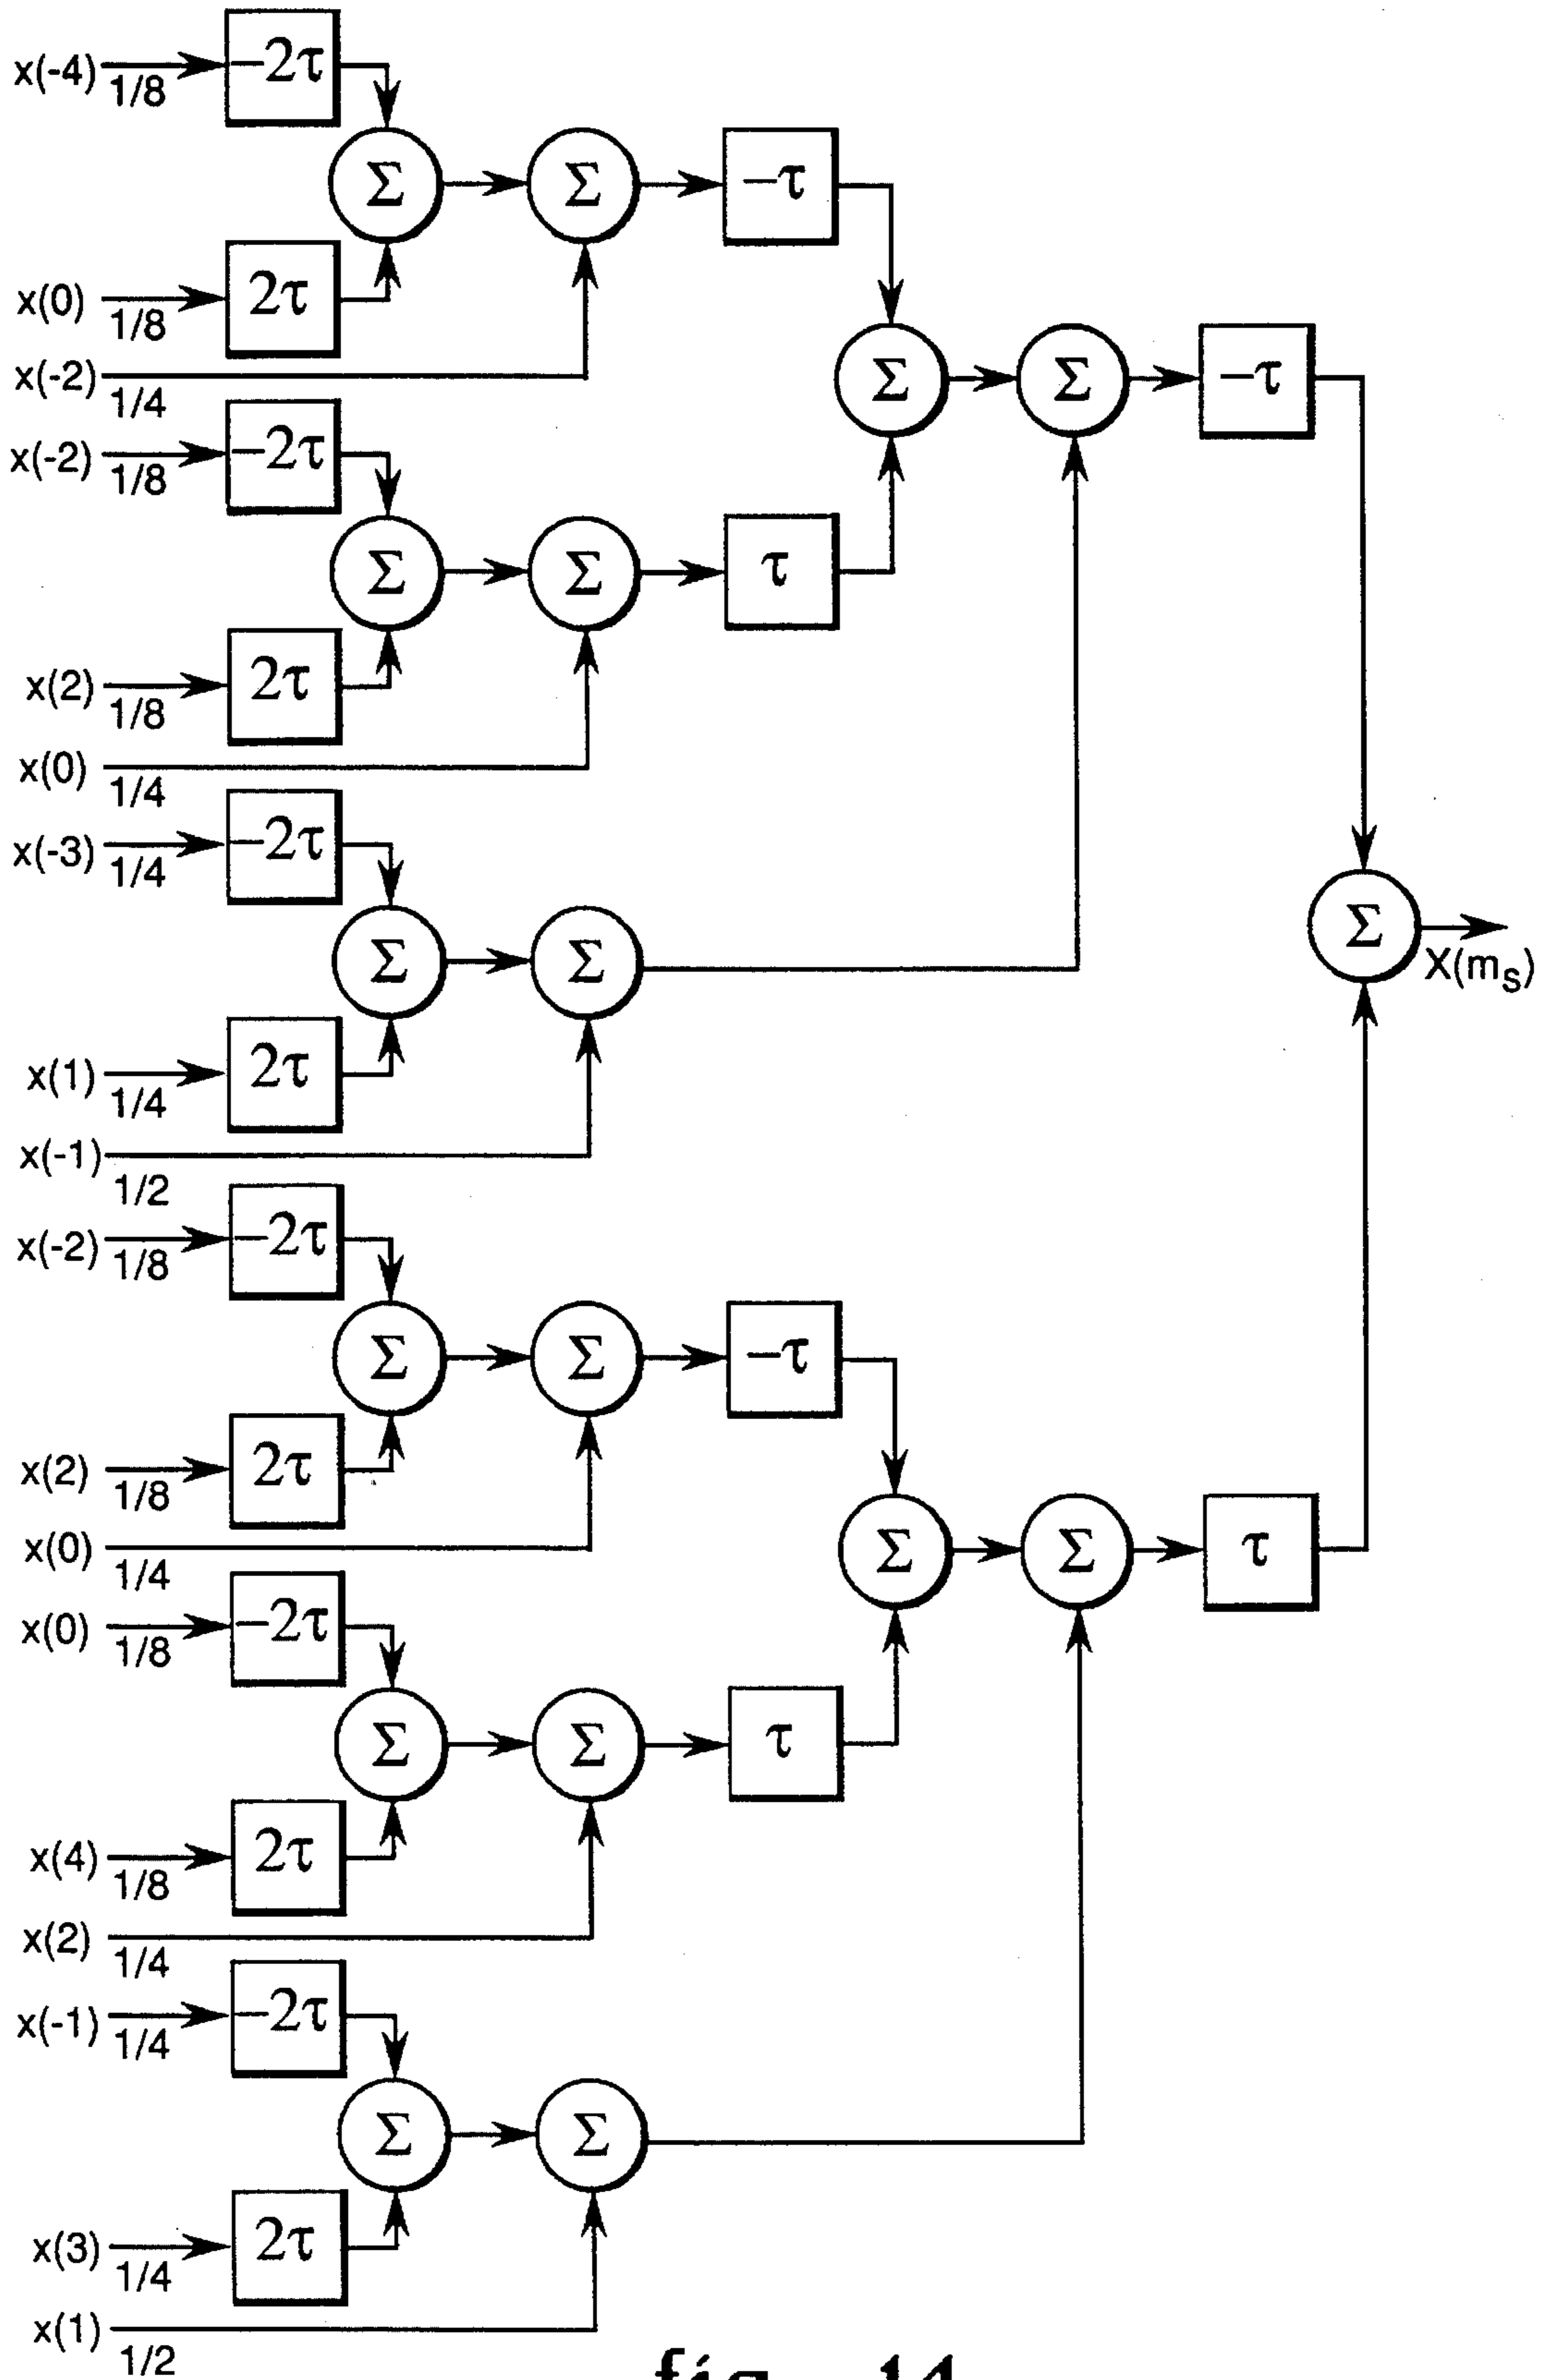 x(-4) 1/8 −2τ
Σ Σ −τ
x(0) 1/8 2τ
x(-2) 1/4
Σ Σ −τ
x(-2) 1/8 −2τ
Σ Σ τ
x(2) 1/8 2τ
x(0) 1/4
x(-3) 1/4 −2τ
Σ
X(m_s)
Σ Σ
x(1) 1/4 2τ
x(-1) 1/2
x(-2) 1/8 −2τ
Σ Σ −τ
x(2) 1/8 2τ
x(0) 1/4
Σ Σ τ
x(0) 1/8 −2τ
Σ Σ τ
x(4) 1/8 2τ
x(2) 1/4
x(-1) 1/4 −2τ
Σ Σ
x(3) 1/4 2τ
x(1) 1/2